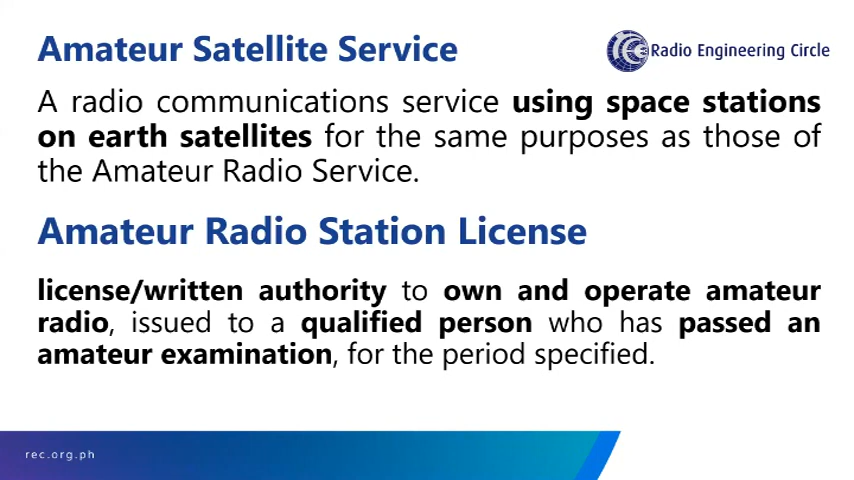 Amateur Satellite Service
Radio Engineering Circle
A radio communications service using space stations
on earth satellites for the same purposes as those of
the Amateur Radio Service.
Amateur Radio Station License
license/written authority to own and operate amateur
radio, issued to a qualified person who has passed an
amateur examination, for the period specified.
rec.org.ph